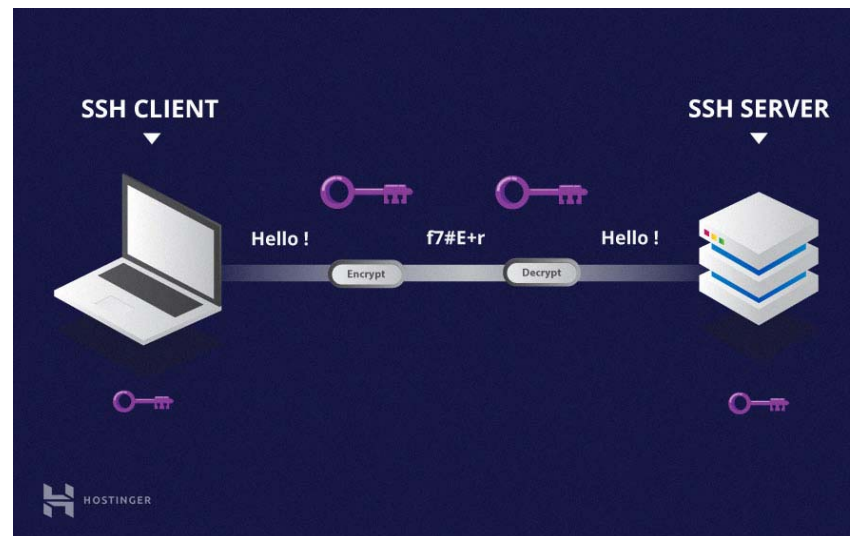 SSH CLIENT
SSH SERVER
Hello !
f7#E+r
Hello !
Encrypt
Decrypt
HOSTINGER